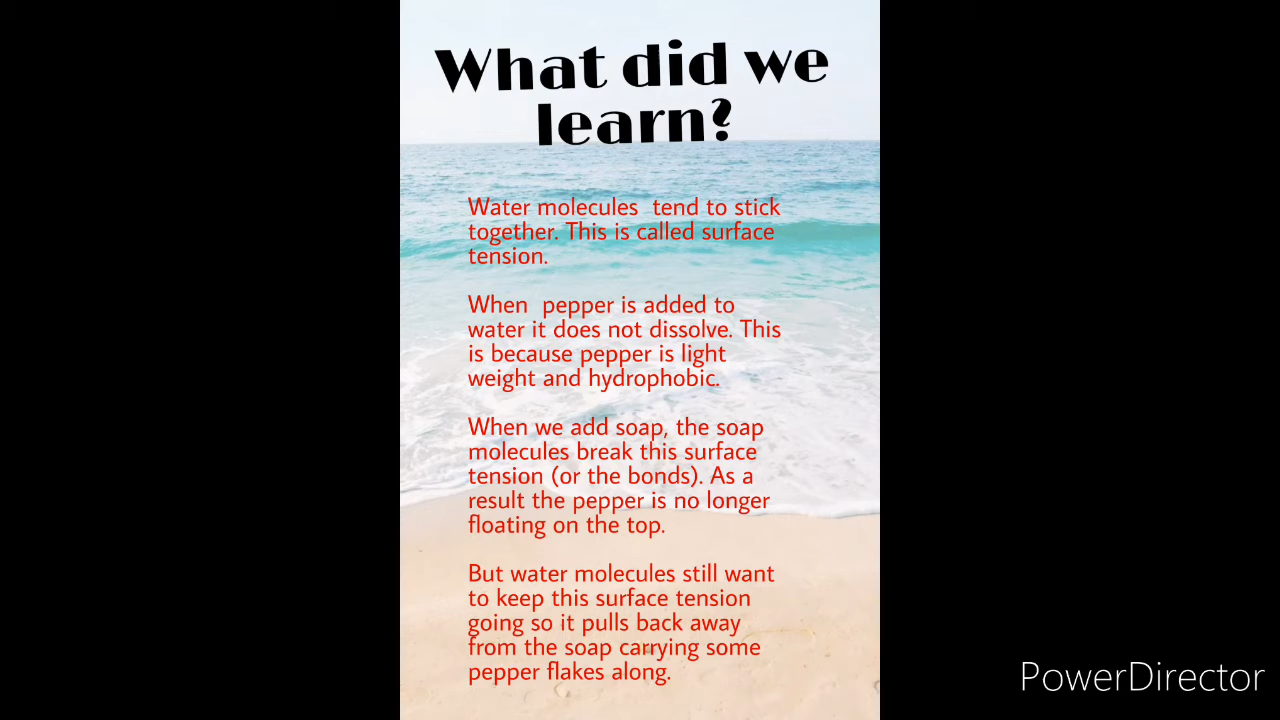 What did we
learn?
Water molecules  tend to stick
together. This is called surface
tension.
When  pepper is added to
water it does not dissolve. This
is because pepper is light
weight and hydrophobic.
When we add soap, the soap
molecules break this surface
tension (or the bonds). As a
result the pepper is no longer
floating on the top.
But water molecules still want
to keep this surface tension
going so it pulls back away
from the soap carrying some
pepper flakes along.
PowerDirector